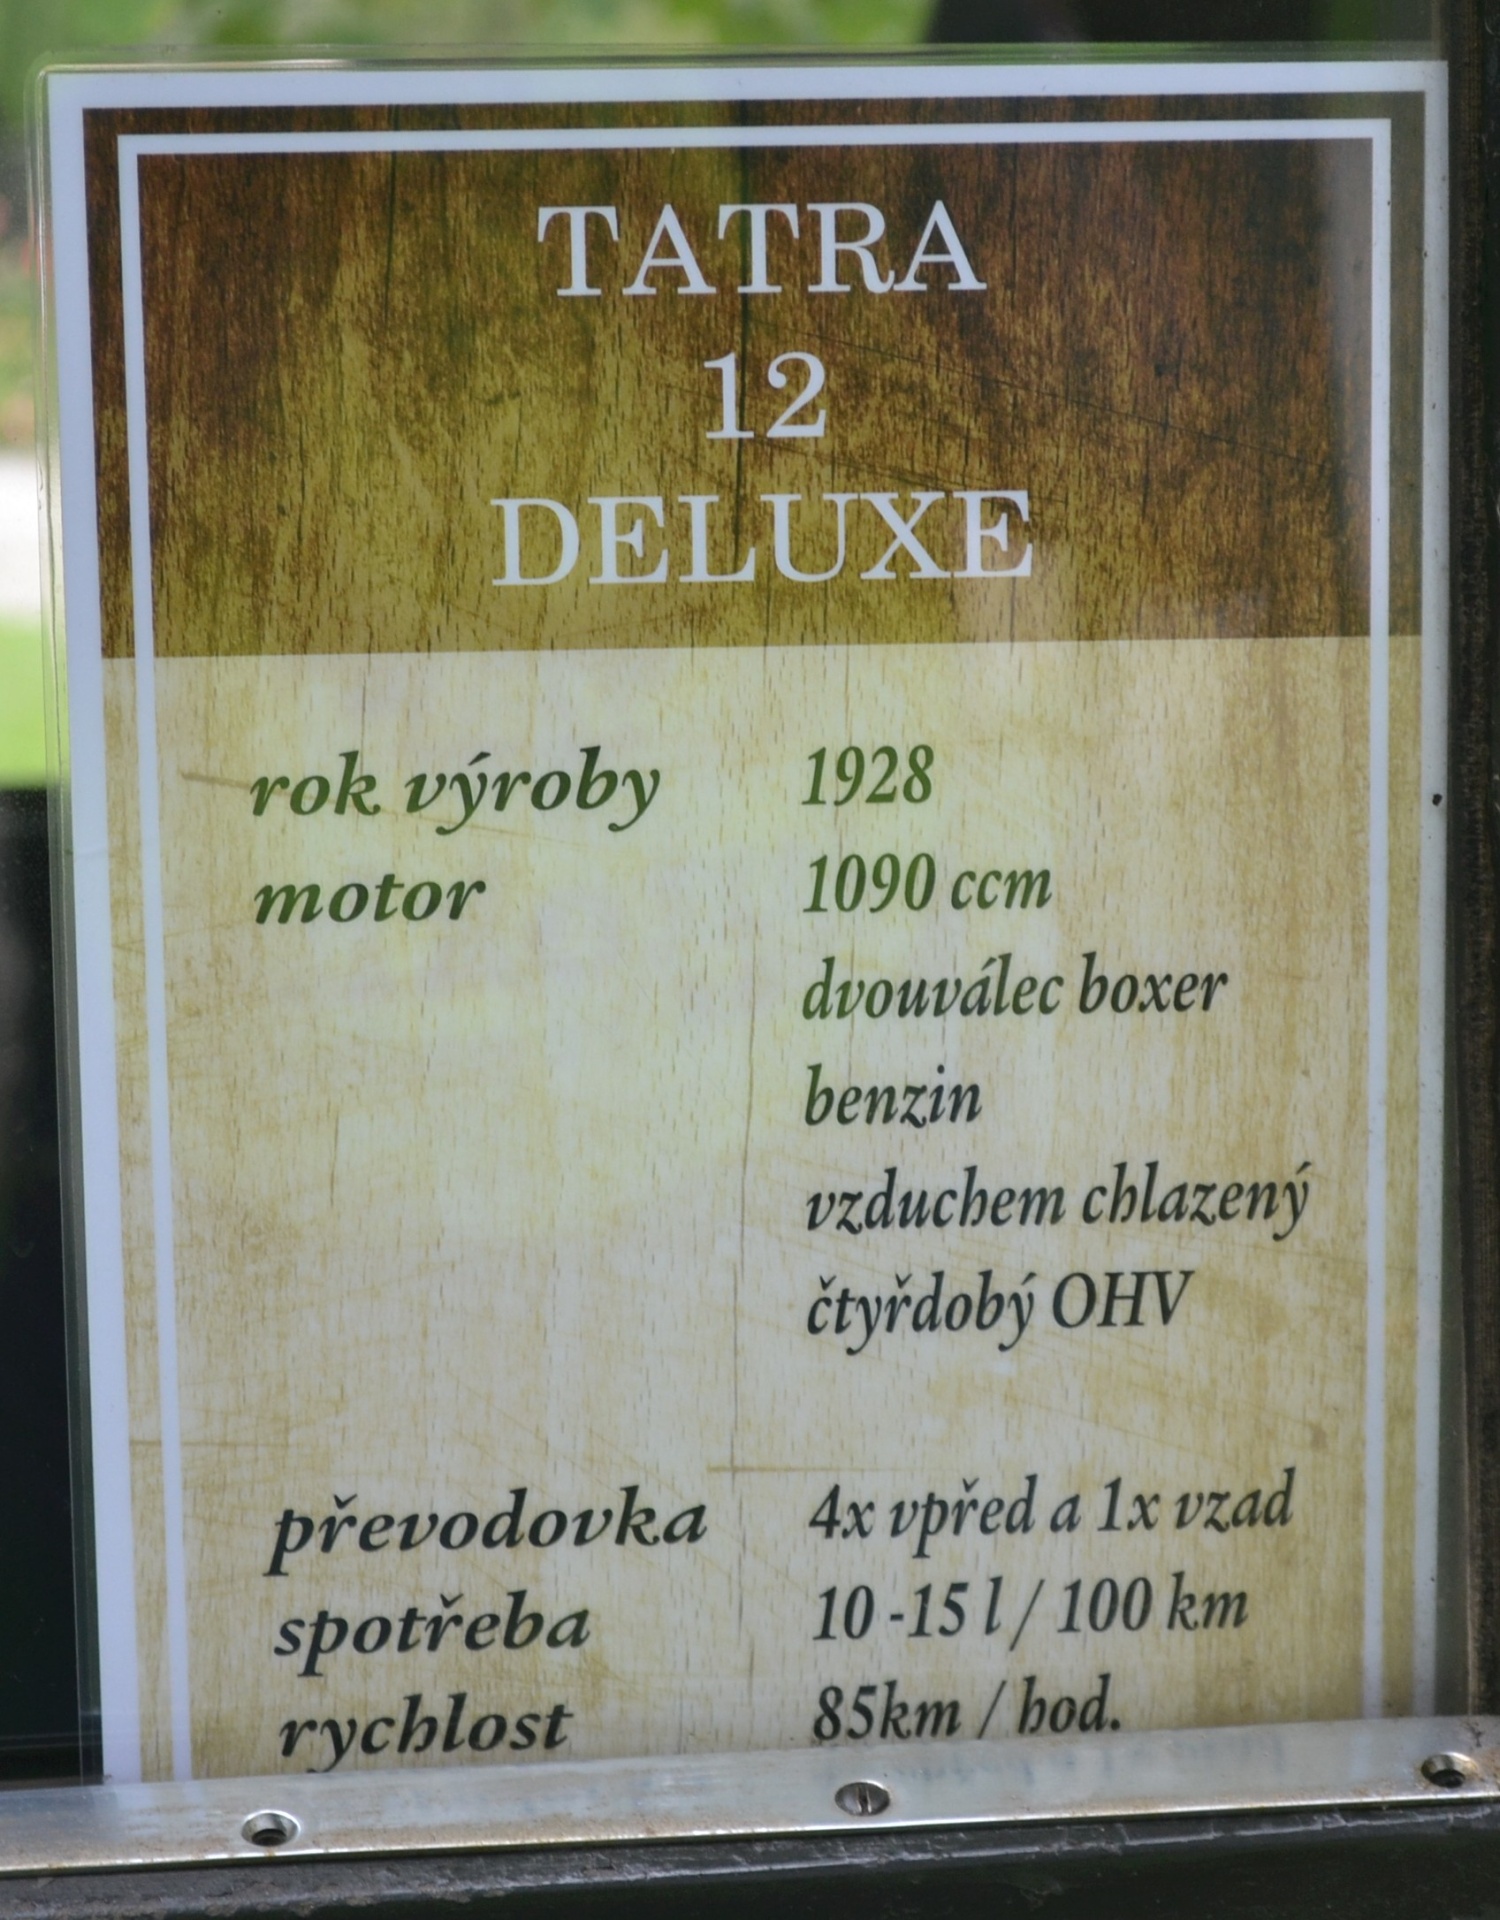 TATRA
12
DELUXE
rok výroby 1928
motor 1090 ccm
dvouválec boxer
benzin
vzduchem chlazený
čtyřdobý OHV
převodovka 4x vpřed a 1x vzad
spotřeba 10 -15 l / 100 km
rychlost 85km / hod.